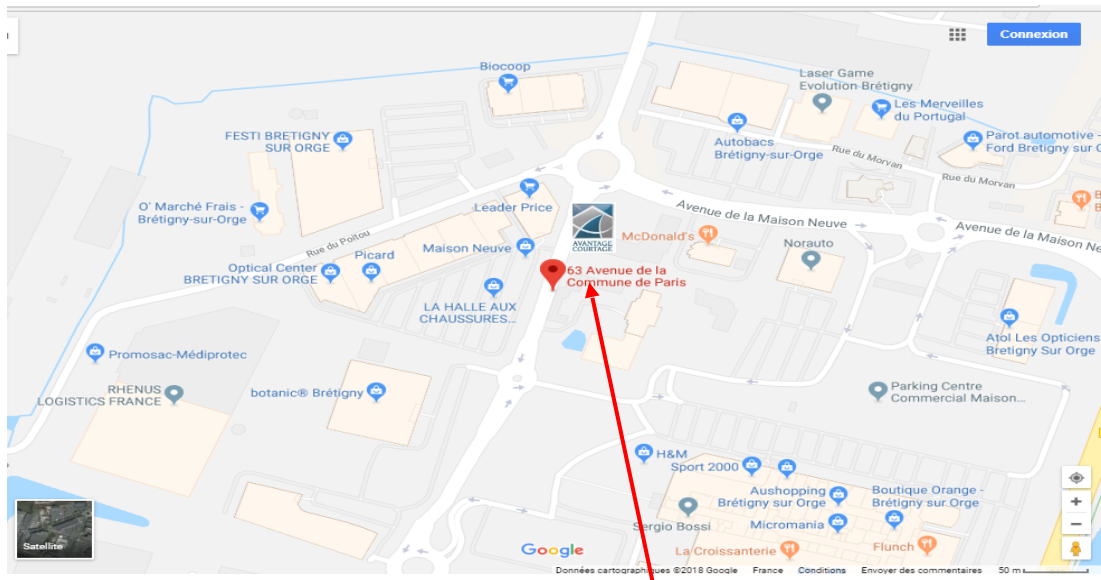 Connexion
Biocoop
Laser Game
Evolution Brétigny
Les Merveilles
du Portugal
FESTI BRETIGNY
SUR ORGE
Autobacs
Brétigny-sur-Orge
Parot automotive -
Ford Bretigny sur
Rue du Morvan
Rue du Morvan
O' Marché Frais -
Brétigny-sur-Orge
Leader Price
Avenue de la Maison Neuve
Avenue de la Maison
AVANTAGE
COURTAGE
Rue du Poitou
Maison Neuve
McDonald's
Norauto
Picard
Optical Center
BRETIGNY SUR ORGE
63 Avenue de la
Commune de Paris
LA HALLE AUX
CHAUSSURES...
Atol Les Opticiens
Bretigny Sur Orge
Promosac-Médiprotec
RHENUS
LOGISTICS FRANCE
botanic® Brétigny
Parking Centre
Commercial Maison...
H&M
Sport 2000
Aushopping
Brétigny sur Orge
Boutique Orange -
Brétigny sur Orge
Sergio Bossi
Micromania
La Croissanterie
Flunch
Satellite
Google
Données cartographiques ©2018 Google France Conditions Envoyer des commentaires 50 m